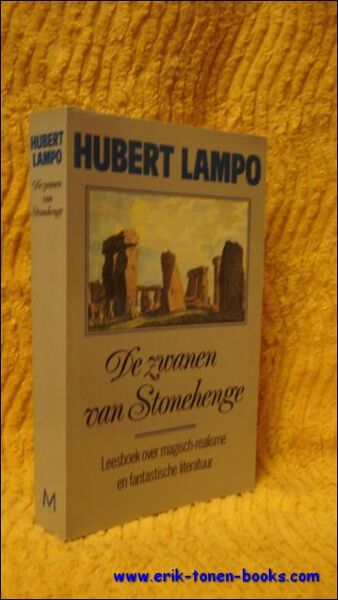 HUBERT
LAMPO
De zwanen
van
Stonehenge
M
HUBERT LAMPO
De zwanen
van Stonehenge
Leesboek over magisch-realisme
en fantastische literatuur
www.erik-tonen-books.com